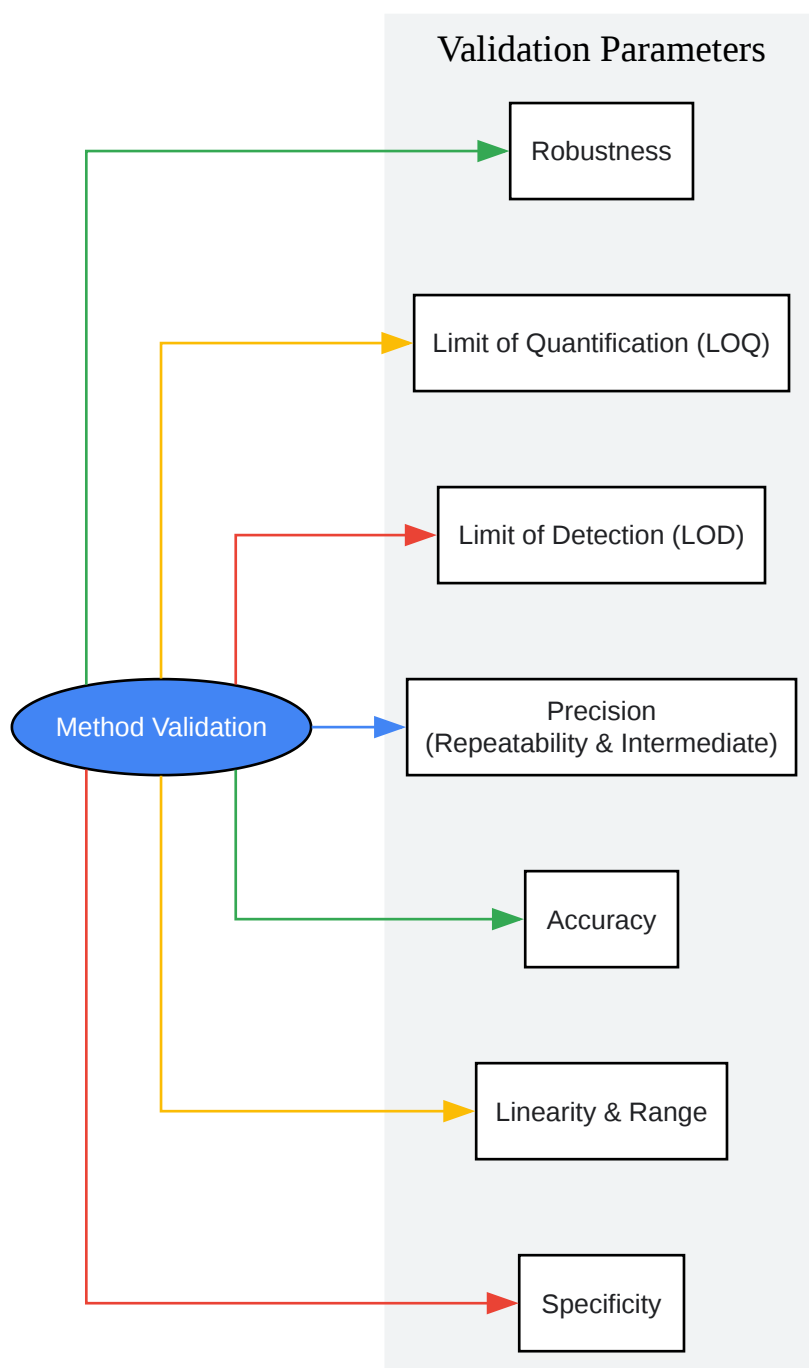 Validation Parameters
Robustness
Limit of Quantification (LOQ)
Limit of Detection (LOD)
Method Validation
Precision
(Repeatability & Intermediate)
Accuracy
Linearity & Range
Specificity